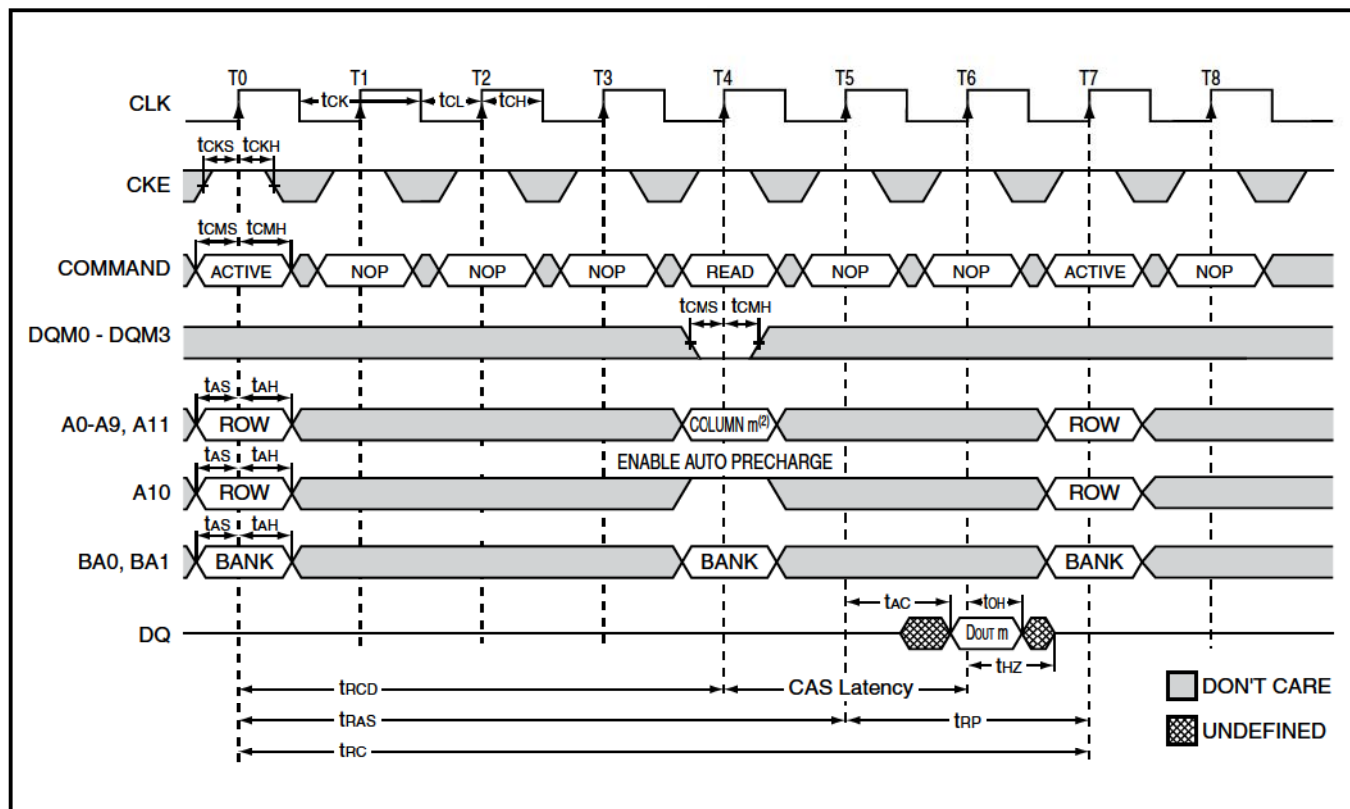 T0 T1 T2 T3 T4 T5 T6 T7 T8
CLK tCK tCL tCH
tCKS tCKH
CKE
tCMS tCMH
COMMAND ACTIVE NOP NOP NOP READ NOP NOP ACTIVE NOP
tCMS tCMH
DQM0 - DQM3
tAS tAH
A0-A9, A11 ROW COLUMN m(2) ROW
tAS tAH ENABLE AUTO PRECHARGE
A10 ROW ROW
tAS tAH
BA0, BA1 BANK BANK BANK
tAC tOH
DQ DOUT m
tHZ
tRCD CAS Latency
DON'T CARE
tRAS tRP
UNDEFINED
tRC